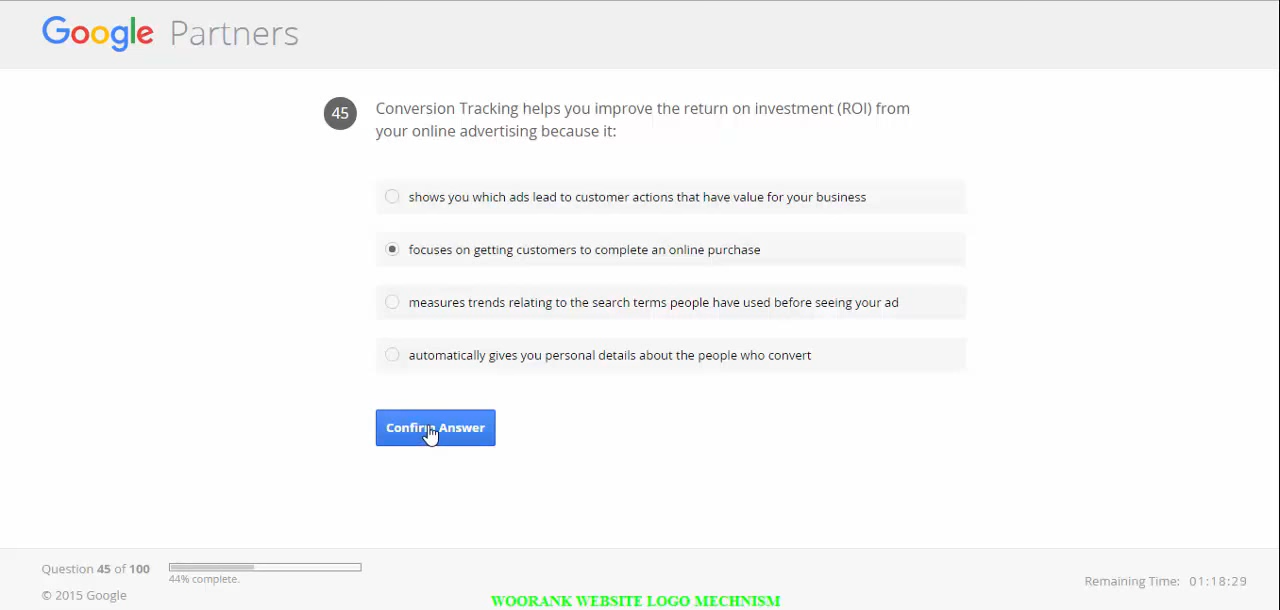 Google Partners
45
Conversion Tracking helps you improve the return on investment (ROI) from
your online advertising because it:
shows you which ads lead to customer actions that have value for your business
focuses on getting customers to complete an online purchase
measures trends relating to the search terms people have used before seeing your ad
automatically gives you personal details about the people who convert
Confirm Answer
Question 45 of 100
44% complete.
Remaining Time: 01:18:29
© 2015 Google
WOORANK WEBSITE LOGO MECHNISM